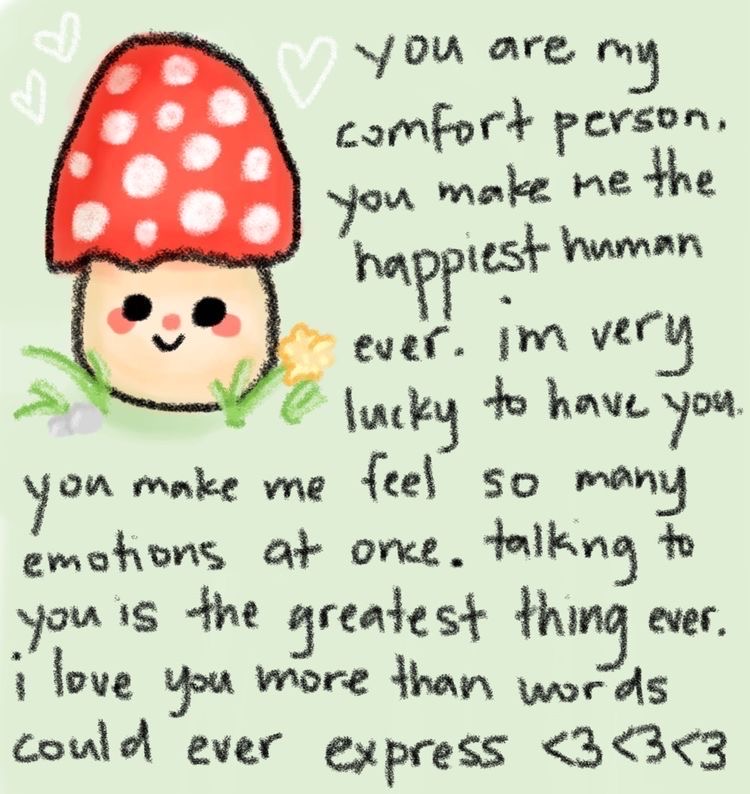 you are my
comfort person.
you make me the
happiest human
ever. im very
lucky to have you.
you make me feel so many
emotions at once. talking to
you is the greatest thing ever.
i love you more than words
could ever express <3 <3 <3